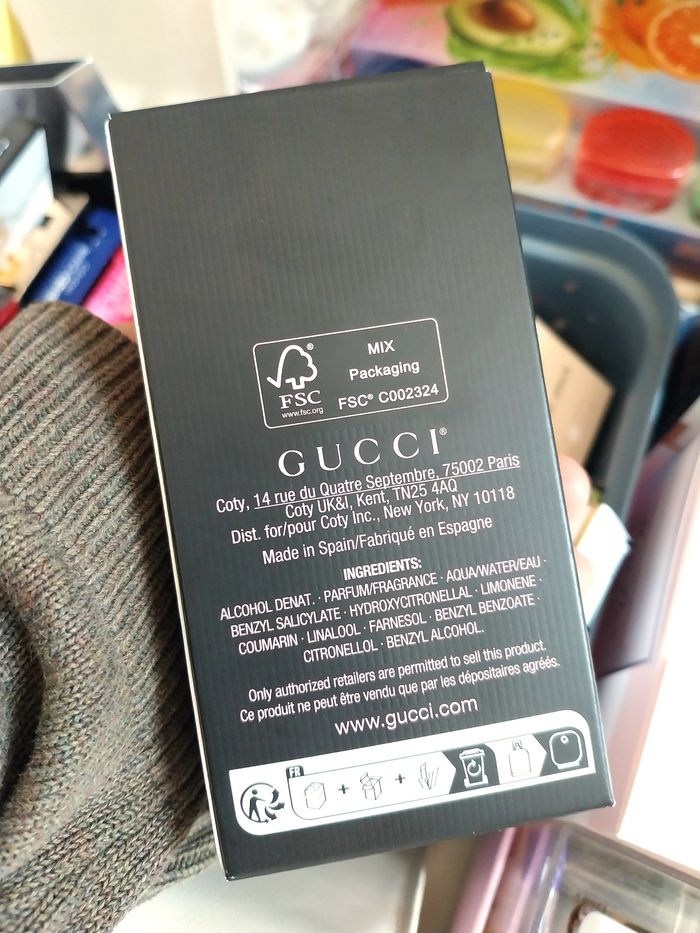 MIX
Packaging
FSC® C002324
FSC®
www.fsc.org
GUCCI®
Coty, 14 rue du Quatre Septembre, 75002 Paris
Coty UK&I, Kent, TN25 4AQ
Dist. for/pour Coty Inc., New York, NY 10118
Made in Spain/Fabriqué en Espagne
INGREDIENTS:
ALCOHOL DENAT. · PARFUM/FRAGRANCE · AQUA/WATER/EAU ·
BENZYL SALICYLATE · HYDROXYCITRONELLAL · LIMONENE ·
COUMARIN · LINALOOL · FARNESOL · BENZYL BENZOATE ·
CITRONELLOL · BENZYL ALCOHOL.
Only authorized retailers are permitted to sell this product.
Ce produit ne peut être vendu que par les dépositaires agréés.
www.gucci.com
FR
+ +